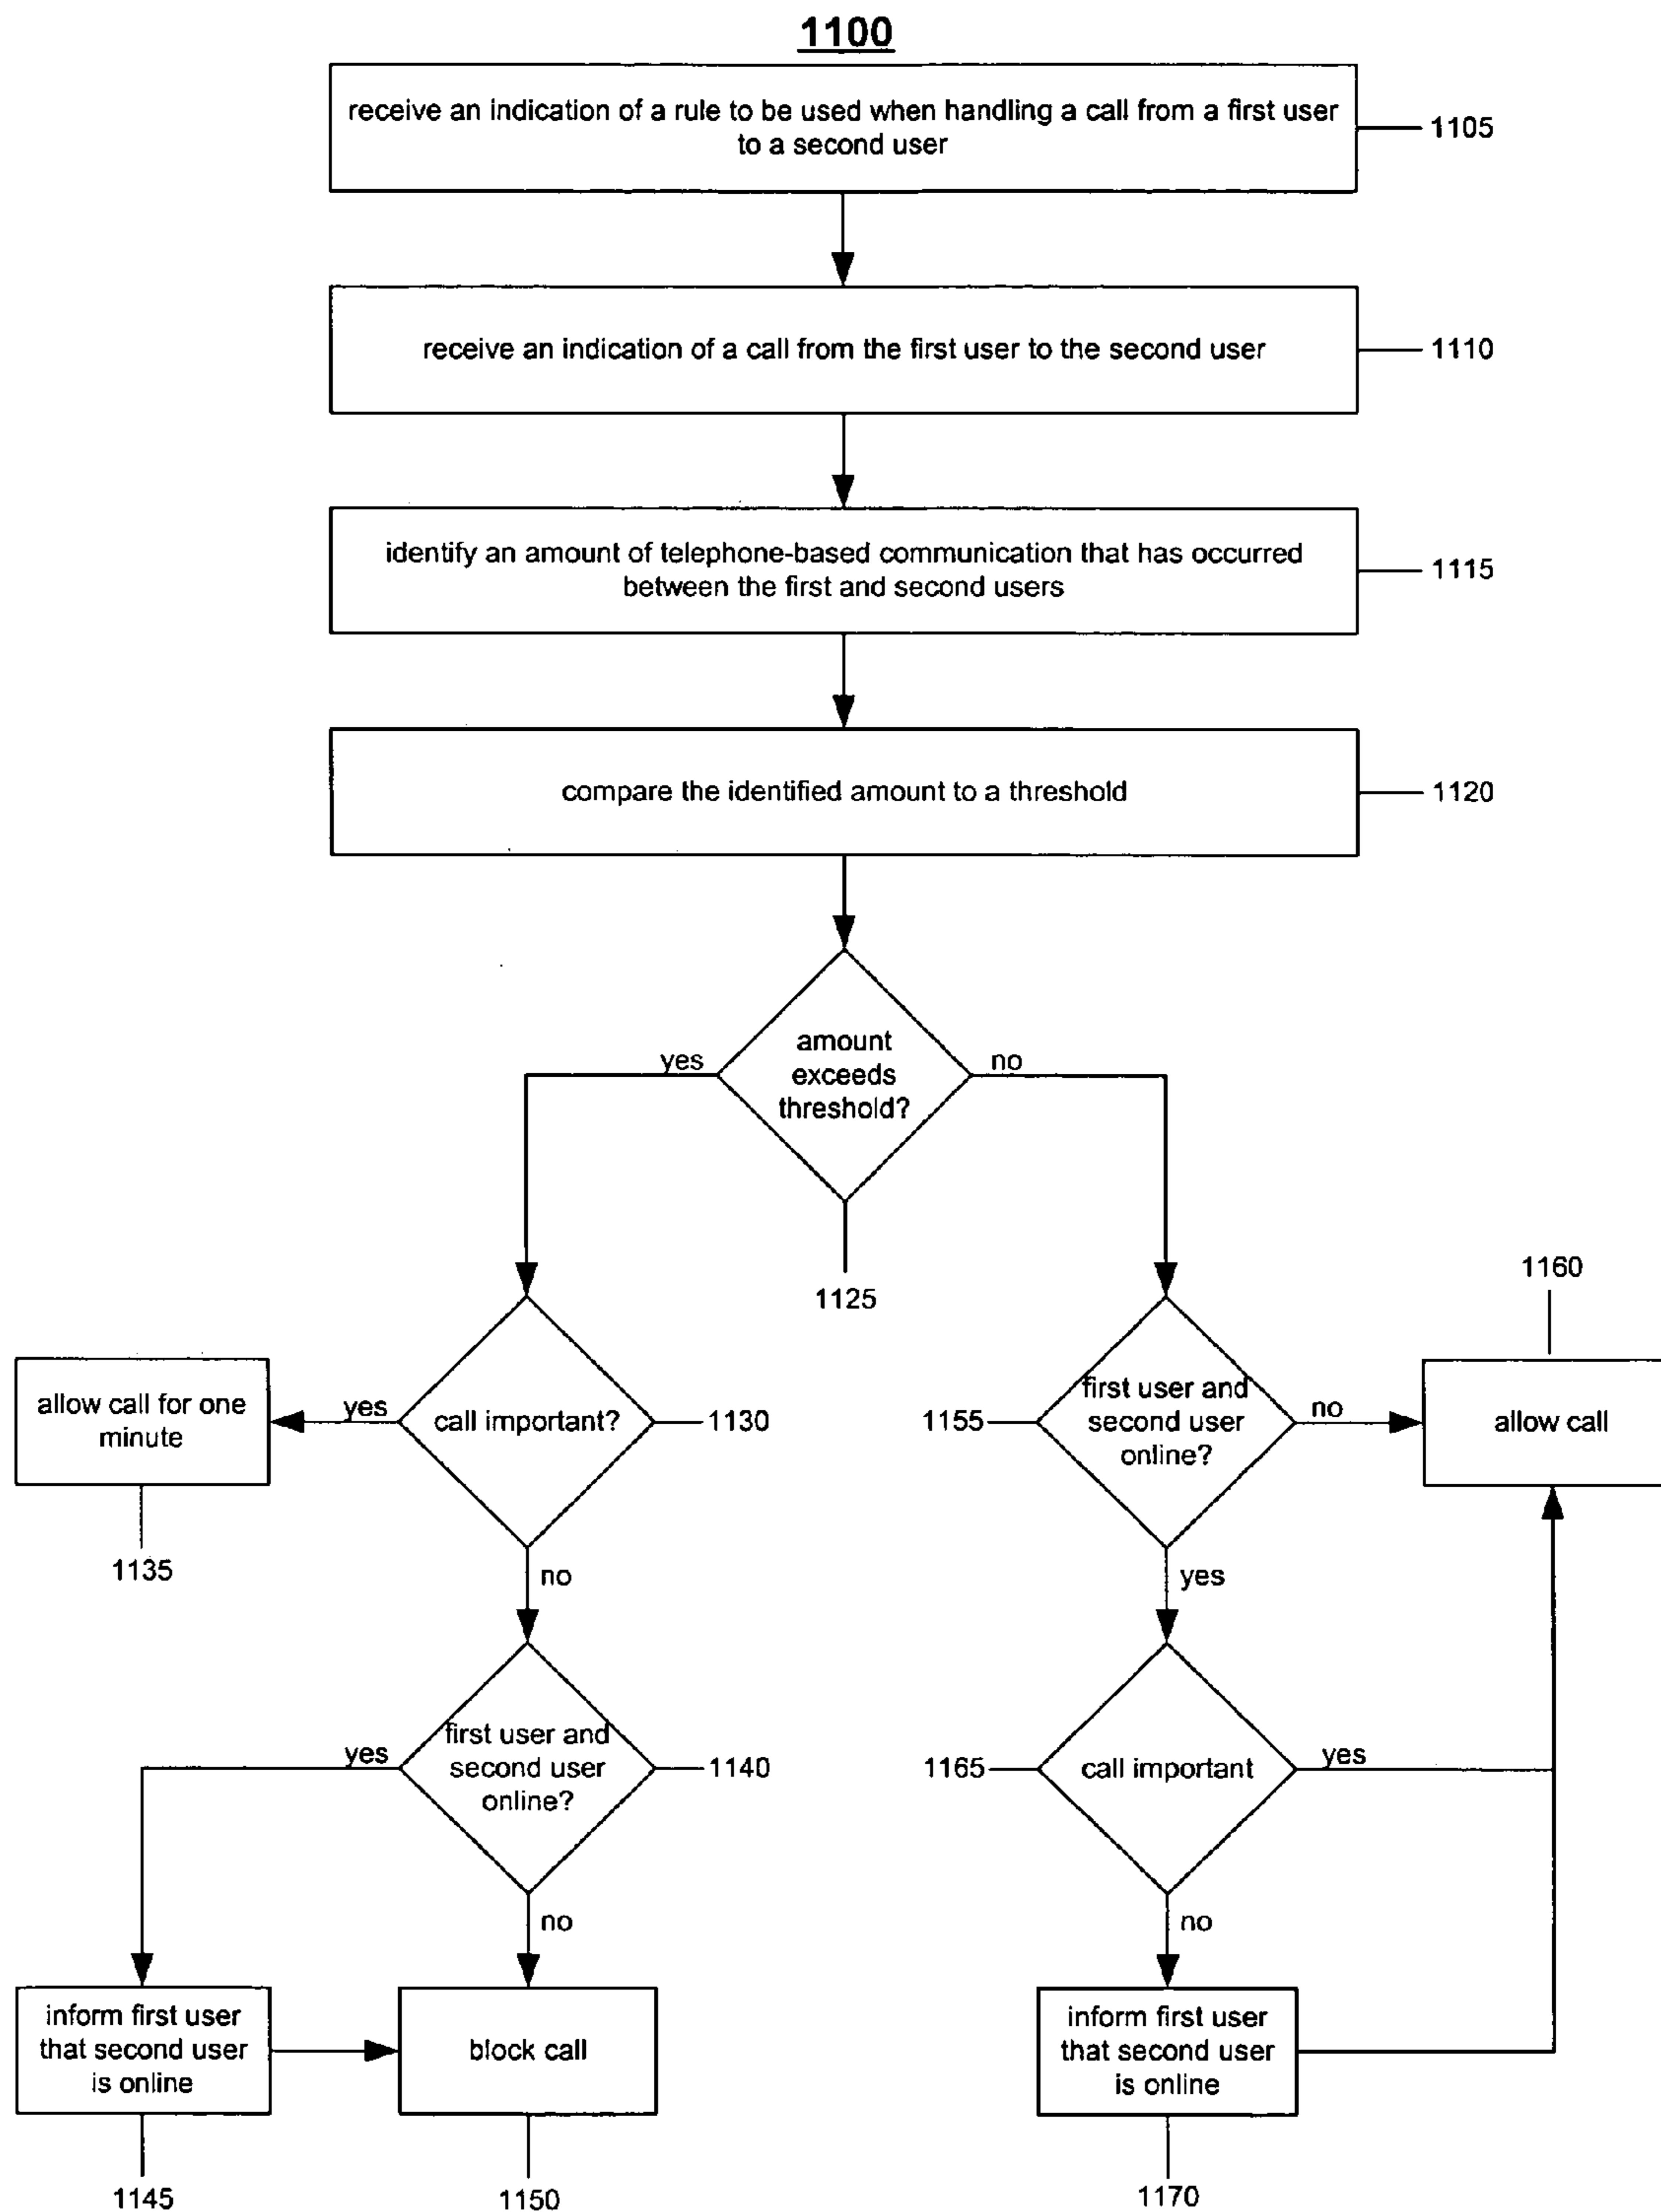 1100
receive an indication of a rule to be used when handling a call from a first user
to a second user
1105
receive an indication of a call from the first user to the second user
1110
identify an amount of telephone-based communication that has occurred
between the first and second users
1115
compare the identified amount to a threshold
1120
amount
exceeds
threshold?
yes
no
1125
1160
allow call for one
minute
yes
call important?
1130
1155
first user and
second user
online?
no
allow call
1135
no
yes
first user and
second user
online?
yes
1140
1165
call important
yes
no
no
inform first user
that second user
is online
block call
inform first user
that second user
is online
1145
1150
1170